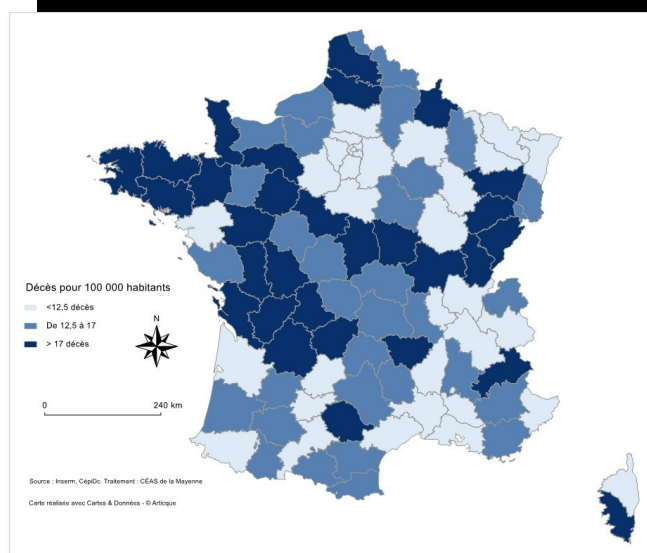 Décès pour 100 000 habitants
<12,5 décès
De 12,5 à 17
> 17 décès
N
0 240 km
Source : Inserm, CépiDc. Traitement : CÉAS de la Mayenne
Carte réalisée avec Cartes & Données - © Articque